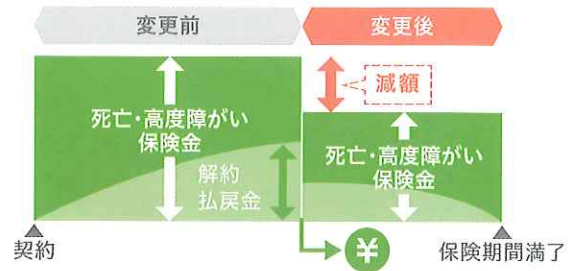 変更前
変更後
減額
死亡・高度障がい
保険金
解約
払戻金
死亡・高度障がい
保険金
契約
¥
保険期間満了